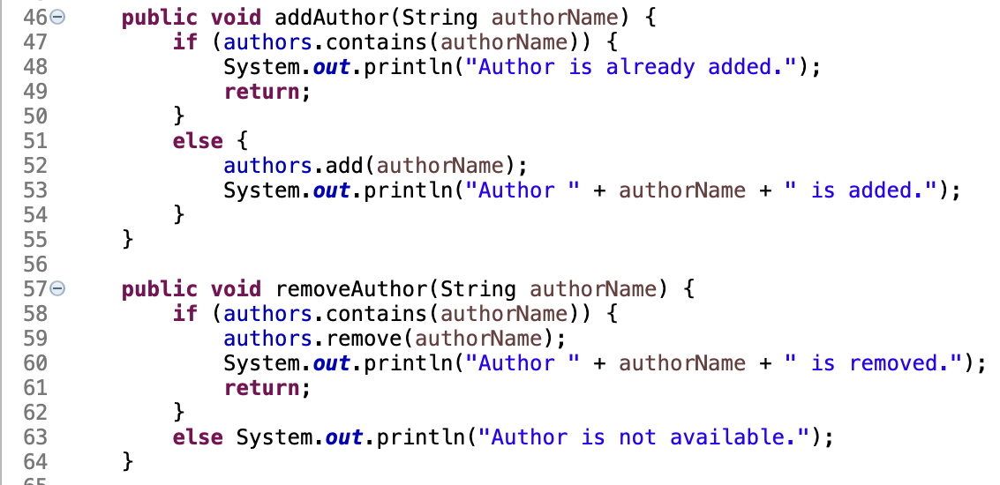 46 public void addAuthor(String authorName) {
47 if (authors.contains(authorName)) {
48 System.out.println("Author is already added.");
49 return;
50 }
51 else {
52 authors.add(authorName);
53 System.out.println("Author " + authorName + " is added.");
54 }
55 }
56
57 public void removeAuthor(String authorName) {
58 if (authors.contains(authorName)) {
59 authors.remove(authorName);
60 System.out.println("Author " + authorName + " is removed.");
61 return;
62 }
63 else System.out.println("Author is not available.");
64 }
65